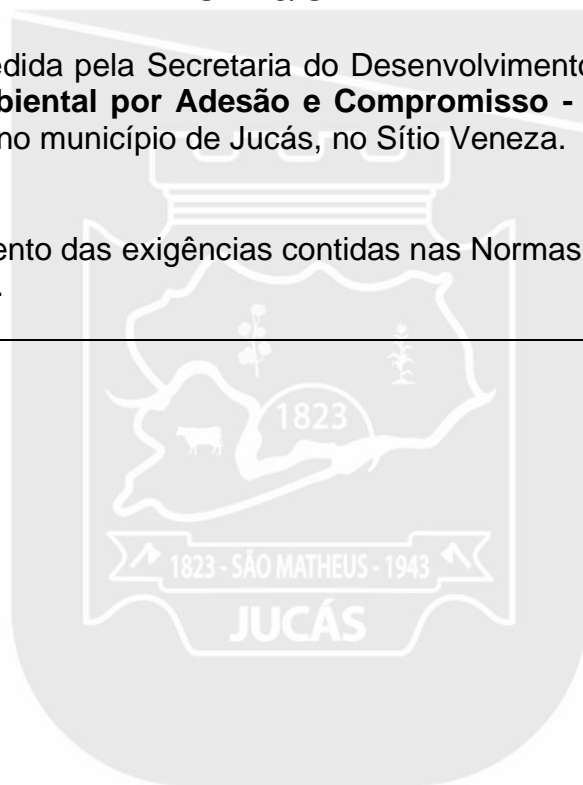 edida pela Secretaria do Desenvolvimento
biental por Adesão e Compromisso -
no município de Jucás, no Sítio Veneza.
ento das exigências contidas nas Normas
.
1823
1823 - SÃO MATHEUS - 1943
JUCÁS